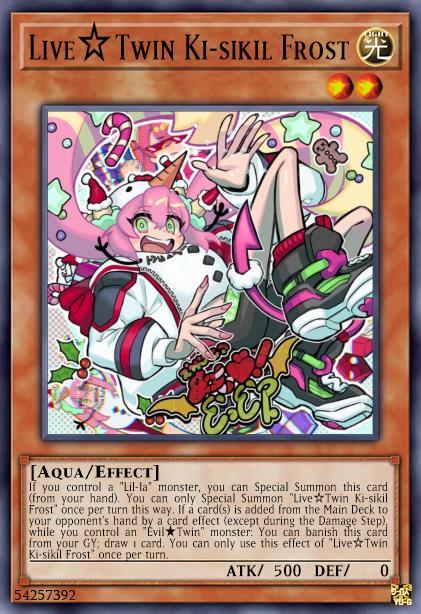 Live☆Twin Ki-sikil Frost
LIGHT
光
[Aqua/Effect]
If you control a "Lil-la" monster, you can Special Summon this card
(from your hand). You can only Special Summon "Live☆Twin Ki-sikil
Frost" once per turn this way. If a card(s) is added from the Main Deck to
your opponent's hand by a card effect (except during the Damage Step),
while you control an "Evil★Twin" monster: You can banish this card
from your GY; draw 1 card. You can only use this effect of "Live☆Twin
Ki-sikil Frost" once per turn.
ATK/ 500 DEF/ 0
54257392